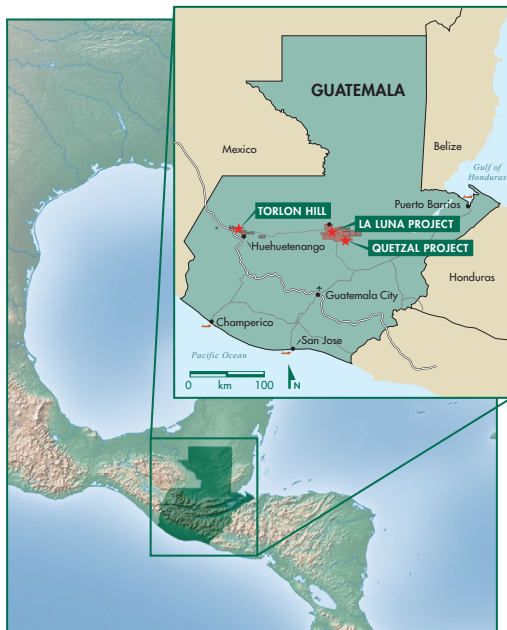 GUATEMALA
Mexico
Belize
Gulf of
Honduras
Puerto Barrios
TORLON HILL
LA LUNA PROJECT
Huehuetenango
QUETZAL PROJECT
Honduras
Guatemala City
Champerico
San Jose
Pacific Ocean
0 km 100
N